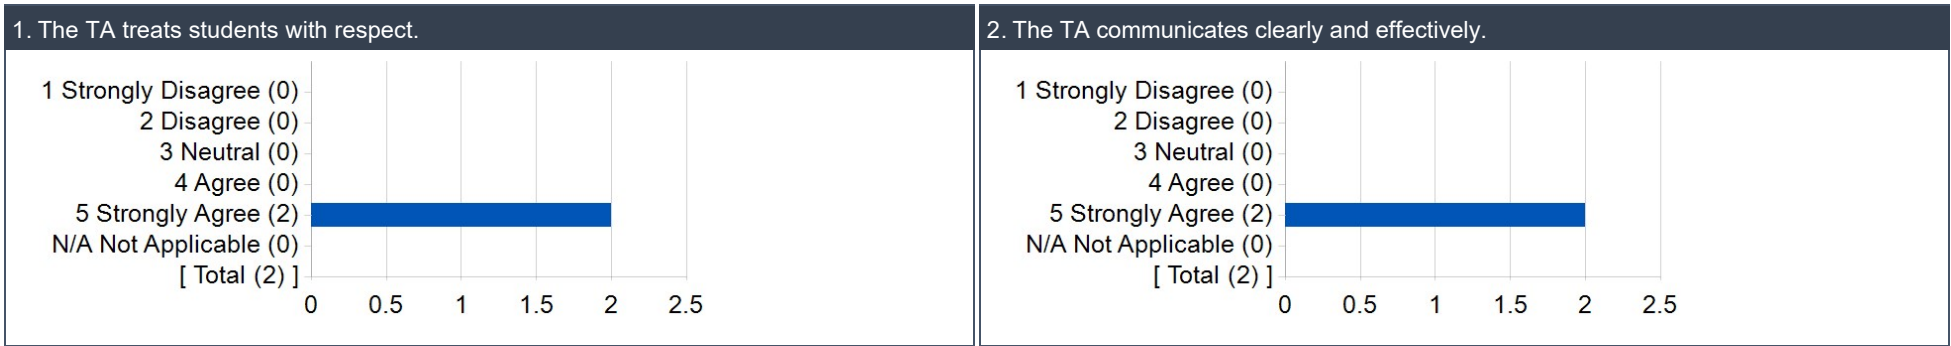 1. The TA treats students with respect.
1 Strongly Disagree (0)
2 Disagree (0)
3 Neutral (0)
4 Agree (0)
5 Strongly Agree (2)
N/A Not Applicable (0)
[ Total (2) ]
0 0.5 1 1.5 2 2.5
2. The TA communicates clearly and effectively.
1 Strongly Disagree (0)
2 Disagree (0)
3 Neutral (0)
4 Agree (0)
5 Strongly Agree (2)
N/A Not Applicable (0)
[ Total (2) ]
0 0.5 1 1.5 2 2.5